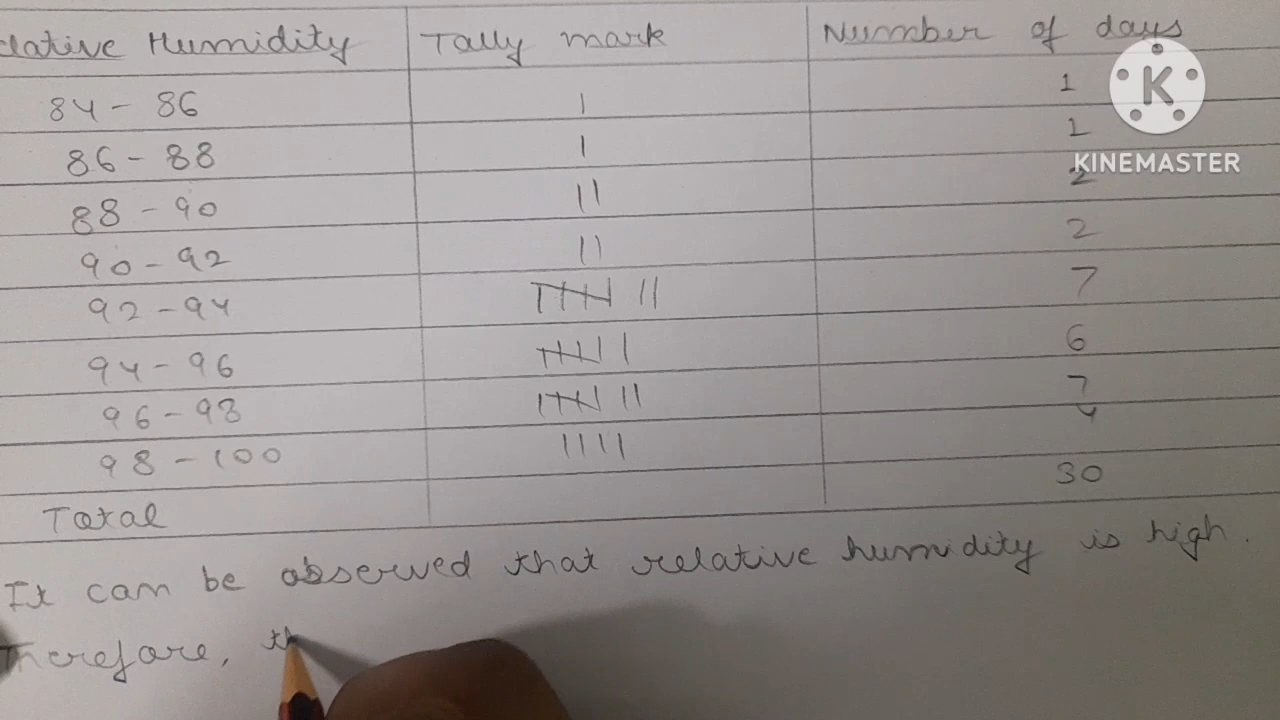 elative Humidity Tally mark Number of days
84 - 86 | 1
86 - 88 | 1
88 - 90 || 2
90 - 92 || 2
92 - 94 |||| || 7
94 - 96 |||| | 6
96 - 98 |||| || 7
98 - 100 |||| 4
Total 30
It can be observed that relative humidity is high.
Therefore, th
K
KINEMASTER